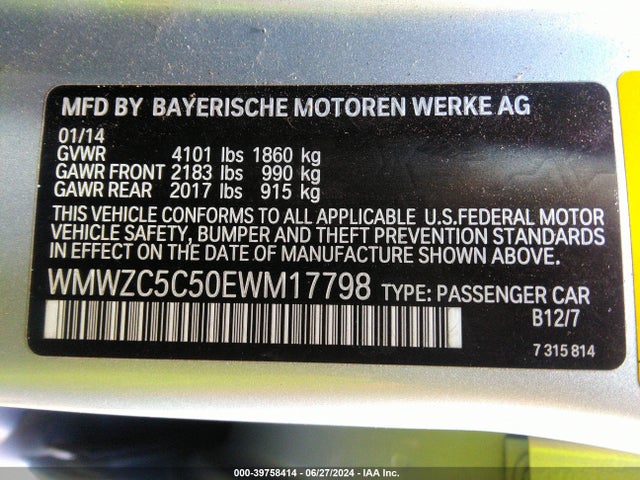 MFD BY BAYERISCHE MOTOREN WERKE AG
01/14
GVWR 4101 lbs 1860 kg
GAWR FRONT 2183 lbs 990 kg
GAWR REAR 2017 lbs 915 kg
THIS VEHICLE CONFORMS TO ALL APPLICABLE U.S.FEDERAL MOTOR
VEHICLE SAFETY, BUMPER AND THEFT PREVENTION STANDARDS
IN EFFECT ON THE DATE OF MANUFACTURE SHOWN ABOVE.
WMWZC5C50EWM17798 TYPE: PASSENGER CAR
B12/7
7 315 814
000-39758414 - 06/27/2024 - IAA Inc.